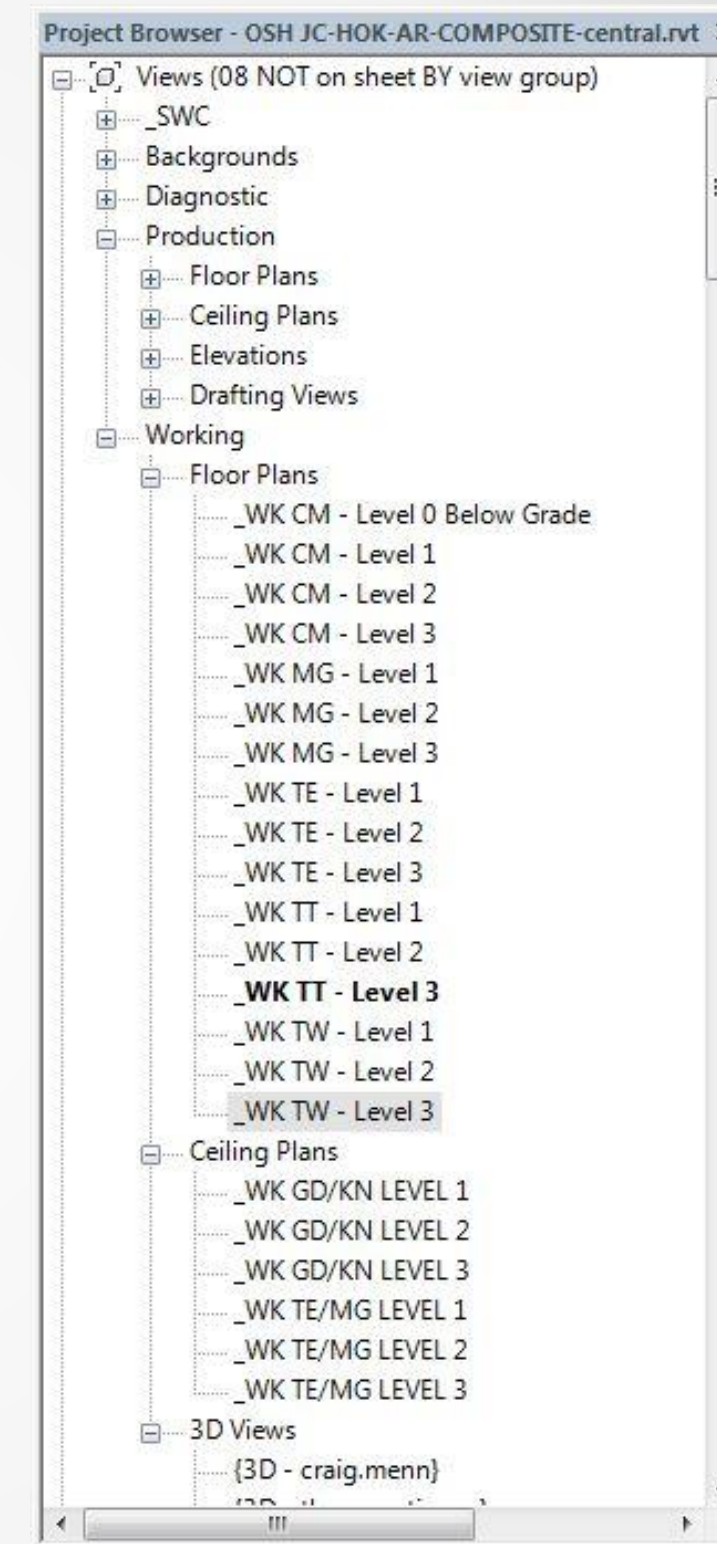 Project Browser - OSH JC-HOK-AR-COMPOSITE-central.rvt
Views (08 NOT on sheet BY view group)
_SWC
Backgrounds
Diagnostic
Production
Floor Plans
Ceiling Plans
Elevations
Drafting Views
Working
Floor Plans
_WK CM - Level 0 Below Grade
_WK CM - Level 1
_WK CM - Level 2
_WK CM - Level 3
_WK MG - Level 1
_WK MG - Level 2
_WK MG - Level 3
_WK TE - Level 1
_WK TE - Level 2
_WK TE - Level 3
_WK TT - Level 1
_WK TT - Level 2
_WK TT - Level 3
_WK TW - Level 1
_WK TW - Level 2
_WK TW - Level 3
Ceiling Plans
_WK GD/KN LEVEL 1
_WK GD/KN LEVEL 2
_WK GD/KN LEVEL 3
_WK TE/MG LEVEL 1
_WK TE/MG LEVEL 2
_WK TE/MG LEVEL 3
3D Views
{3D - craig.menn}